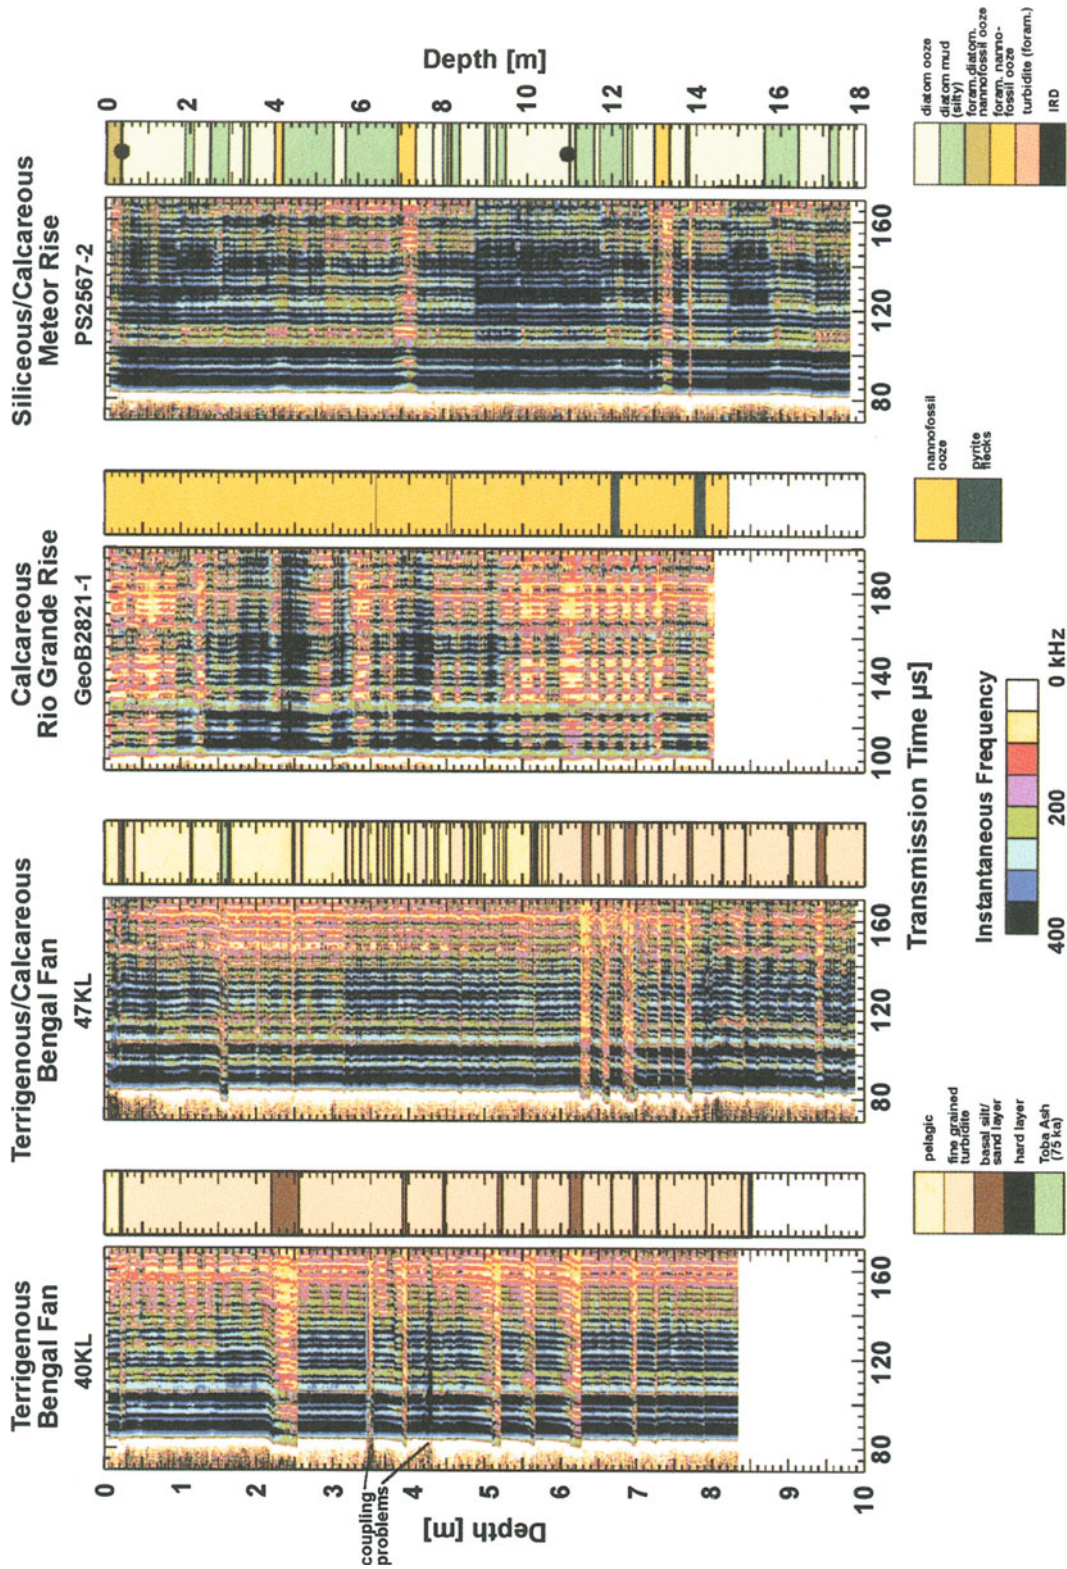 Terrigenous
Bengal Fan
40KL
Terrigenous/Calcareous
Bengal Fan
47KL
Calcareous
Rio Grande Rise
GeoB2821-1
Siliceous/Calcareous
Meteor Rise
PS2567-2
Depth [m]
0
1
2
3
4
5
6
7
8
9
10
coupling
problems
80
120
160
80
120
160
100
140
180
80
120
160
Depth [m]
0
2
4
6
8
10
12
14
16
18
Transmission Time µs]
Instantaneous Frequency
400
200
0 kHz
pelagic
fine grained
turbidite
basal silt/
sand layer
hard layer
Toba Ash
(75 ka)
nannofossil
ooze
pyrite
flecks
diatom ooze
diatom mud
(silty)
foram.diatom.
nannofossil ooze
foram. nanno-
fossil ooze
turbidite (foram.)
IRD